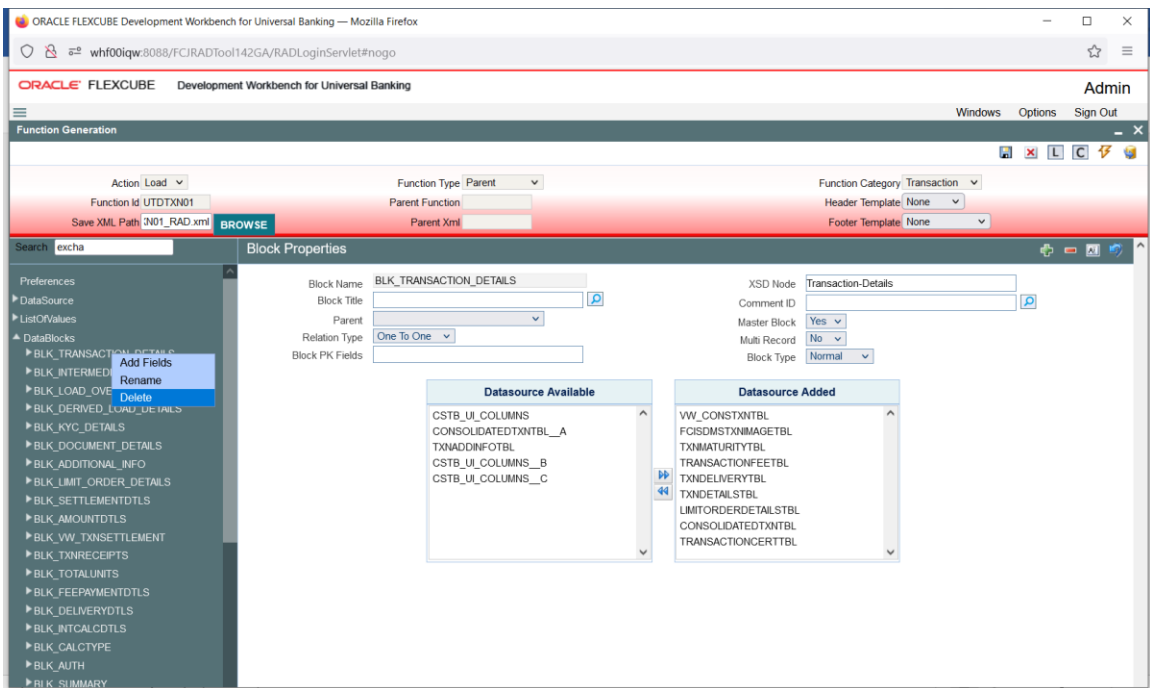 ORACLE FLEXCUBE Development Workbench for Universal Banking — Mozilla Firefox
whf00iqw:8088/FCJRADTool142GA/RADLoginServlet#nogo
ORACLE FLEXCUBE Development Workbench for Universal Banking Admin
Windows Options Sign Out
Function Generation
L C
Action Load Function Type Parent Function Category Transaction
Function Id UTDTXN01 Parent Function Header Template None
Save XML Path N01_RAD.xml BROWSE Parent Xml Footer Template None
Search excha Block Properties
Preferences
DataSource
ListOfValues
DataBlocks
BLK_TRANSACTION_DETAILS
BLK_INTERMEDI
BLK_LOAD_OVE
BLK_DERIVED_LOAD_DETAILS
BLK_KYC_DETAILS
BLK_DOCUMENT_DETAILS
BLK_ADDITIONAL_INFO
BLK_LIMIT_ORDER_DETAILS
BLK_SETTLEMENTDTLS
BLK_AMOUNTDTLS
BLK_VW_TXNSETTLEMENT
BLK_TXNRECEIPTS
BLK_TOTALUNITS
BLK_FEEPAYMENTDTLS
BLK_DELIVERYDTLS
BLK_INTCALCDTLS
BLK_CALCTYPE
BLK_AUTH
BLK_SUMMARY
Add Fields
Rename
Delete
Block Name BLK_TRANSACTION_DETAILS XSD Node Transaction-Details
Block Title Comment ID
Parent Master Block Yes
Relation Type One To One Multi Record No
Block PK Fields Block Type Normal
Datasource Available
CSTB_UI_COLUMNS
CONSOLIDATEDTXNTBL__A
TXNADDINFOTBL
CSTB_UI_COLUMNS__B
CSTB_UI_COLUMNS__C
Datasource Added
VW_CONSTXNTBL
FCISDMSTXNIMAGETBL
TXNMATURITYTBL
TRANSACTIONFEETBL
TXNDELIVERYTBL
TXNDETAILSTBL
LIMITORDERDETAILSTBL
CONSOLIDATEDTXNTBL
TRANSACTIONCERTTBL